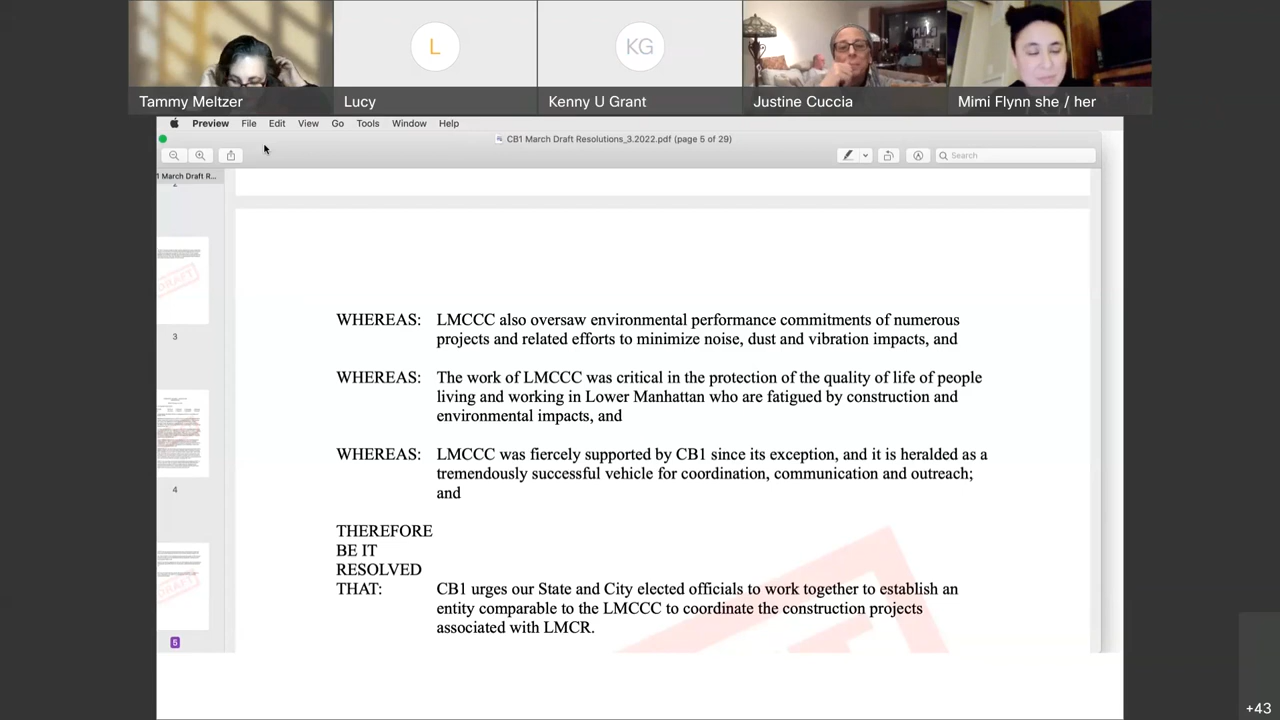 Tammy Meltzer
L
Lucy
KG
Kenny U Grant
Justine Cuccia
Mimi Flynn she / her
Preview File Edit View Go Tools Window Help
CB1 March Draft Resolutions_3.2022.pdf (page 5 of 29)
Search
1 March Draft R...
WHEREAS: LMCCC also oversaw environmental performance commitments of numerous
projects and related efforts to minimize noise, dust and vibration impacts, and
WHEREAS: The work of LMCCC was critical in the protection of the quality of life of people
living and working in Lower Manhattan who are fatigued by construction and
environmental impacts, and
WHEREAS: LMCCC was fiercely supported by CB1 since its exception, and it is heralded as a
tremendously successful vehicle for coordination, communication and outreach;
and
THEREFORE
BE IT
RESOLVED
THAT: CB1 urges our State and City elected officials to work together to establish an
entity comparable to the LMCCC to coordinate the construction projects
associated with LMCR.
3
4
5
+43